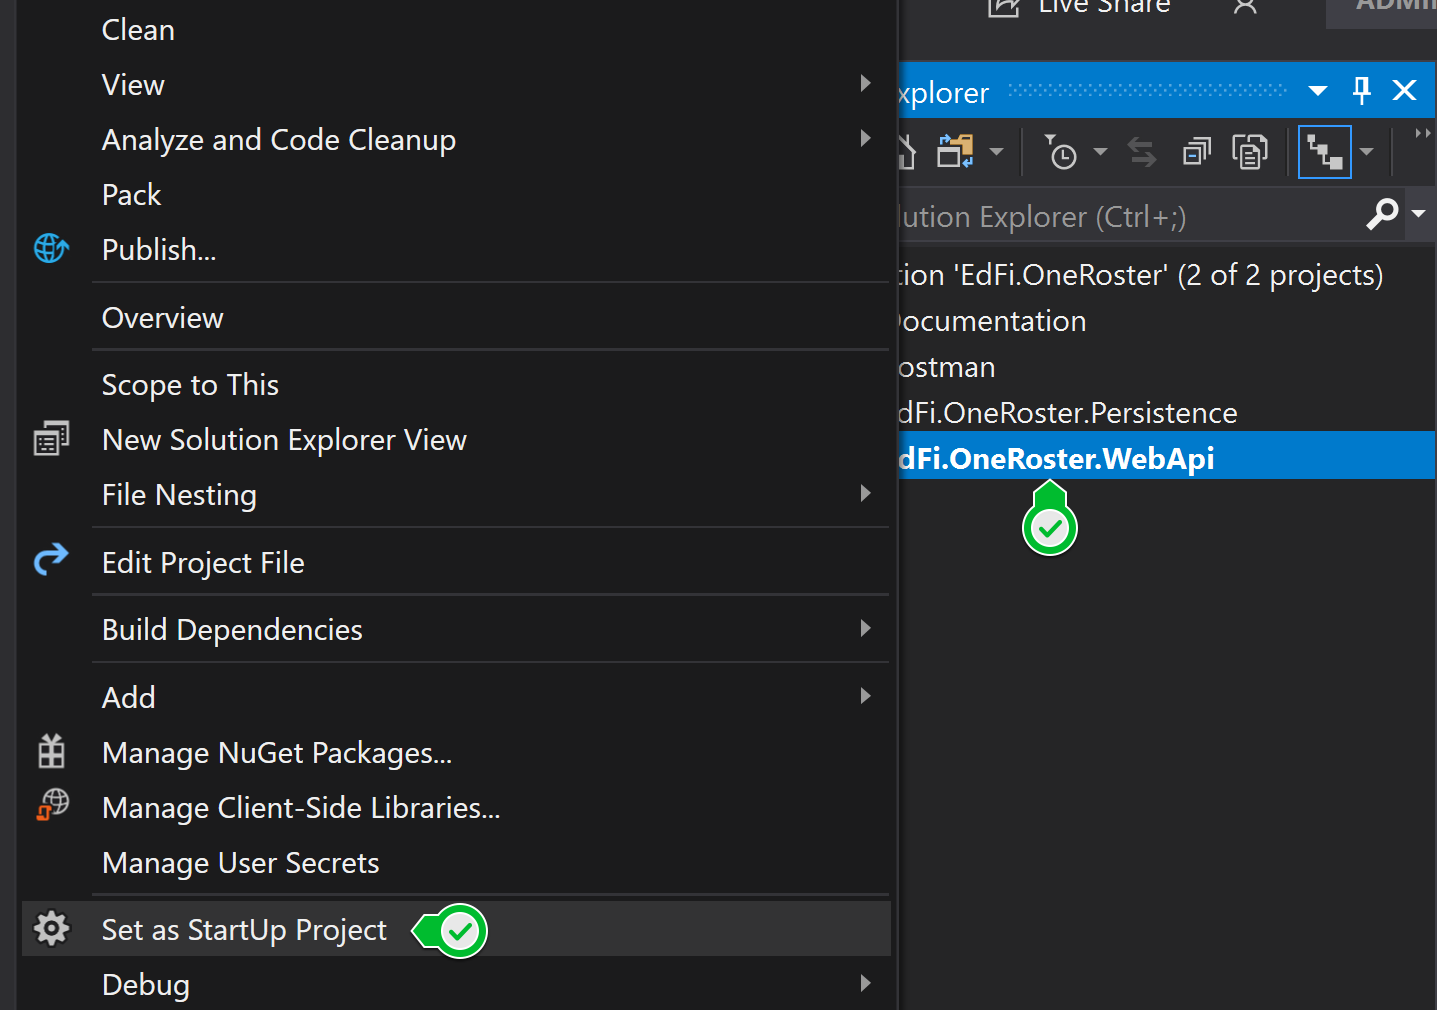 Clean
View
Analyze and Code Cleanup
Pack
Publish...
Overview
Scope to This
New Solution Explorer View
File Nesting
Edit Project File
Build Dependencies
Add
Manage NuGet Packages...
Manage Client-Side Libraries...
Manage User Secrets
Set as StartUp Project
Debug
Live Share
ADMI
xplorer
lution Explorer (Ctrl+;)
tion 'EdFi.OneRoster' (2 of 2 projects)
ocumentation
ostman
dFi.OneRoster.Persistence
dFi.OneRoster.WebApi